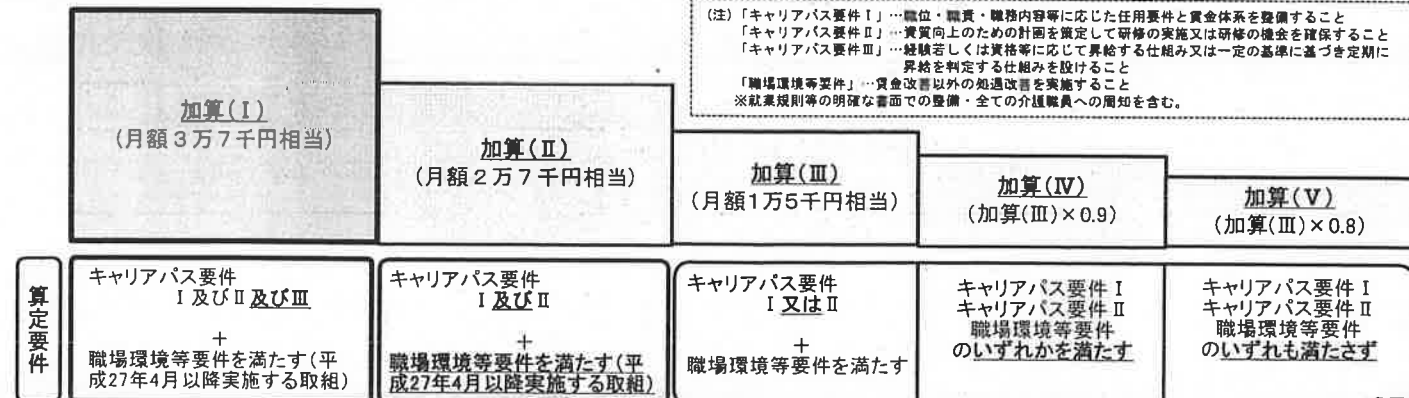 (注)「キャリアパス要件Ⅰ」…職位・職責・職務内容等に応じた任用要件と賃金体系を整備すること
「キャリアパス要件Ⅱ」…資質向上のための計画を策定して研修の実施又は研修の機会を確保すること
「キャリアパス要件Ⅲ」…経験若しくは資格等に応じて昇給する仕組み又は一定の基準に基づき定期に
昇給を判定する仕組みを設けること
「職場環境等要件」…賃金改善以外の処遇改善を実施すること
※就業規則等の明確な書面での整備・全ての介護職員への周知を含む。
加算(Ⅰ)
(月額3万7千円相当)
加算(Ⅱ)
(月額2万7千円相当)
加算(Ⅲ)
(月額1万5千円相当)
加算(Ⅳ)
(加算(Ⅲ)×0.9)
加算(Ⅴ)
(加算(Ⅲ)×0.8)
算定要件
キャリアパス要件
Ⅰ 及びⅡ 及びⅢ
+
職場環境等要件を満たす(平
成27年4月以降実施する取組)
キャリアパス要件
Ⅰ 及びⅡ
+
職場環境等要件を満たす(平
成27年4月以降実施する取組)
キャリアパス要件
Ⅰ 又はⅡ
+
職場環境等要件を満たす
キャリアパス要件Ⅰ
キャリアパス要件Ⅱ
職場環境等要件
のいずれかを満たす
キャリアパス要件Ⅰ
キャリアパス要件Ⅱ
職場環境等要件
のいずれも満たさず